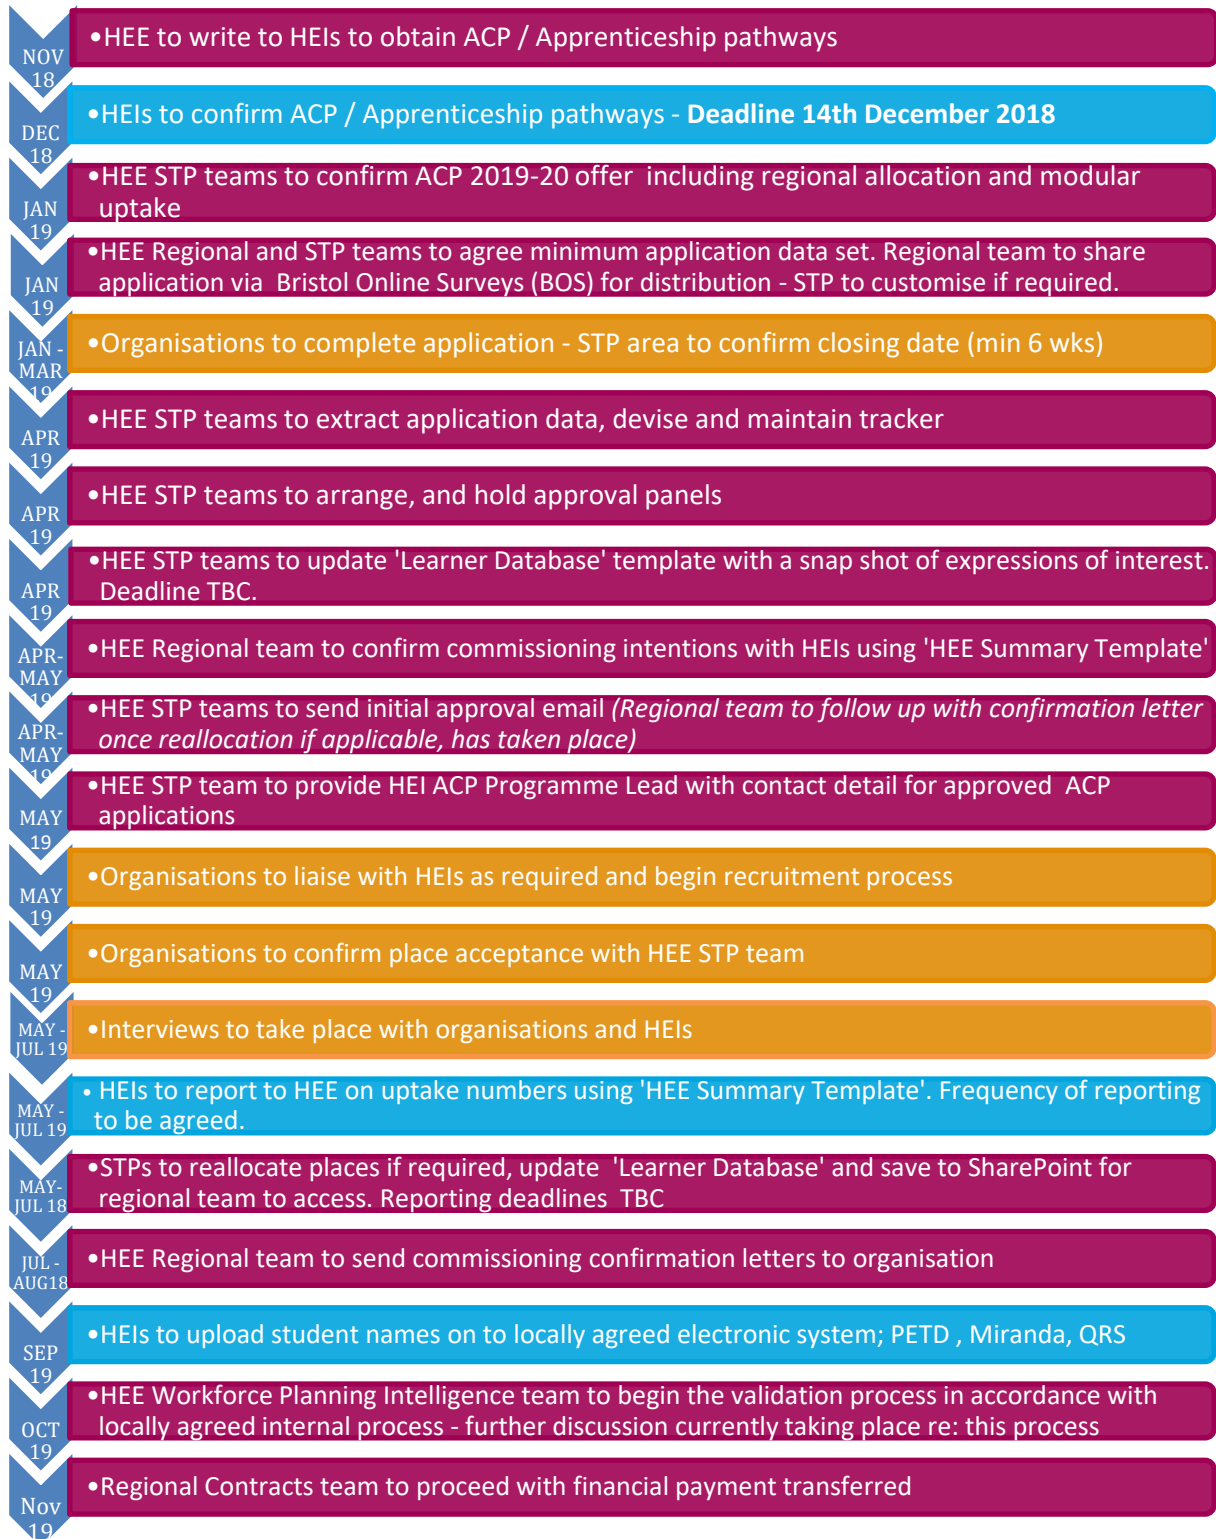 NOV
18
•HEE to write to HEIs to obtain ACP / Apprenticeship pathways
DEC
18
•HEIs to confirm ACP / Apprenticeship pathways - Deadline 14th December 2018
JAN
19
•HEE STP teams to confirm ACP 2019-20 offer including regional allocation and modular
uptake
JAN
19
•HEE Regional and STP teams to agree minimum application data set. Regional team to share
application via Bristol Online Surveys (BOS) for distribution - STP to customise if required.
JAN -
MAR
19
•Organisations to complete application - STP area to confirm closing date (min 6 wks)
APR
19
•HEE STP teams to extract application data, devise and maintain tracker
APR
19
•HEE STP teams to arrange, and hold approval panels
APR
19
•HEE STP teams to update 'Learner Database' template with a snap shot of expressions of interest.
Deadline TBC.
APR-
MAY
19
•HEE Regional team to confirm commissioning intentions with HEIs using 'HEE Summary Template'
APR-
MAY
19
•HEE STP teams to send initial approval email (Regional team to follow up with confirmation letter
once reallocation if applicable, has taken place)
MAY
19
•HEE STP team to provide HEI ACP Programme Lead with contact detail for approved ACP
applications
MAY
19
•Organisations to liaise with HEIs as required and begin recruitment process
MAY
19
•Organisations to confirm place acceptance with HEE STP team
MAY -
JUL 19
•Interviews to take place with organisations and HEIs
MAY -
JUL 19
• HEIs to report to HEE on uptake numbers using 'HEE Summary Template'. Frequency of reporting
to be agreed.
MAY-
JUL 18
•STPs to reallocate places if required, update 'Learner Database' and save to SharePoint for
regional team to access. Reporting deadlines TBC
JUL -
AUG18
•HEE Regional team to send commissioning confirmation letters to organisation
SEP
19
•HEIs to upload student names on to locally agreed electronic system; PETD , Miranda, QRS
OCT
19
•HEE Workforce Planning Intelligence team to begin the validation process in accordance with
locally agreed internal process - further discussion currently taking place re: this process
Nov
19
•Regional Contracts team to proceed with financial payment transferred